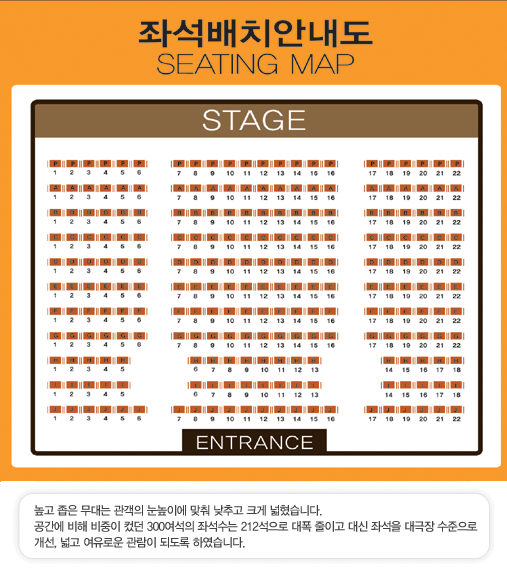 좌석배치안내도
SEATING MAP
STAGE
P P P P P P P P P P P P P P P P P P P P P P
1 2 3 4 5 6 7 8 9 10 11 12 13 14 15 16 17 18 19 20 21 22
A A A A A A A A A A A A A A A A A A A A A A
1 2 3 4 5 6 7 8 9 10 11 12 13 14 15 16 17 18 19 20 21 22
B B B B B B B B B B B B B B B B B B B B B B
1 2 3 4 5 6 7 8 9 10 11 12 13 14 15 16 17 18 19 20 21 22
C C C C C C C C C C C C C C C C C C C C C C
1 2 3 4 5 6 7 8 9 10 11 12 13 14 15 16 17 18 19 20 21 22
D D D D D D D D D D D D D D D D D D D D D D
1 2 3 4 5 6 7 8 9 10 11 12 13 14 15 16 17 18 19 20 21 22
E E E E E E E E E E E E E E E E E E E E E E
1 2 3 4 5 6 7 8 9 10 11 12 13 14 15 16 17 18 19 20 21 22
F F F F F F F F F F F F F F F F F F F F F F
1 2 3 4 5 6 7 8 9 10 11 12 13 14 15 16 17 18 19 20 21 22
G G G G G G G G G G G G G G G G G G G G G G
1 2 3 4 5 6 7 8 9 10 11 12 13 14 15 16 17 18 19 20 21 22
H H H H H H H H H H H H H H H H H H
1 2 3 4 5 6 7 8 9 10 11 12 13 14 15 16 17 18
I I I I I I I I I I I I I I I I I I
1 2 3 4 5 6 7 8 9 10 11 12 13 14 15 16 17 18
J J J J J J J J J J J J J J J J J J J J J J
1 2 3 4 5 6 7 8 9 10 11 12 13 14 15 16 17 18 19 20 21 22
ENTRANCE
높고 좁은 무대는 관객의 눈높이에 맞춰 낮추고 크게 넓혔습니다.
공간에 비해 비중이 컸던 300여석의 좌석수는 212석으로 대폭 줄이고 대신 좌석을 대극장 수준으로
개선, 넓고 여유로운 관람이 되도록 하였습니다.